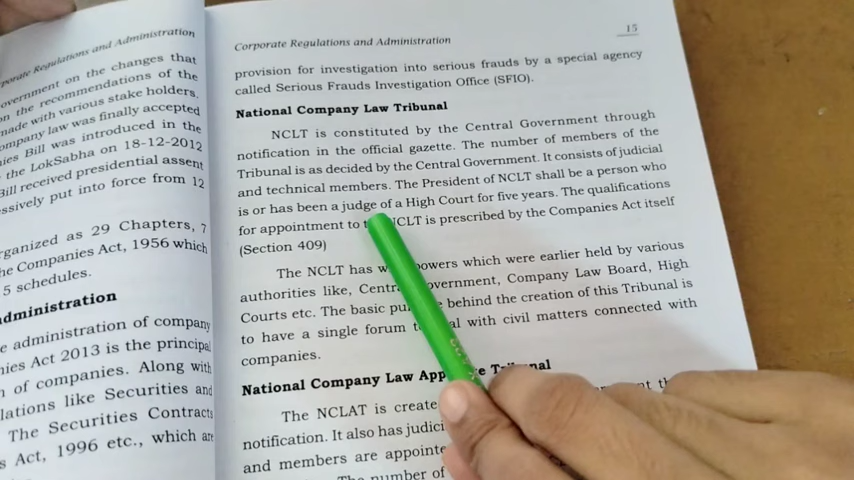 porate Regulations and Administration
overnment on the changes that
on the recommendations of the
made with various stake holders.
ompany law was finally accepted
ies Bill was introduced in the
the LokSabha on 18-12-2012
Bill received presidential assent
ssively put into force from 12
rganized as 29 Chapters, 7
he Companies Act, 1956 which
5 schedules.
dministration
e administration of company
nies Act 2013 is the principal
n of companies. Along with
lations like Securities and
The Securities Contracts
s Act, 1996 etc., which are
Corporate Regulations and Administration 15
provision for investigation into serious frauds by a special agency
called Serious Frauds Investigation Office (SFIO).
National Company Law Tribunal
NCLT is constituted by the Central Government through
notification in the official gazette. The number of members of the
Tribunal is as decided by the Central Government. It consists of judicial
and technical members. The President of NCLT shall be a person who
is or has been a judge of a High Court for five years. The qualifications
for appointment to NCLT is prescribed by the Companies Act itself
(Section 409)
The NCLT has powers which were earlier held by various
authorities like, Government, Company Law Board, High
Courts etc. The basic behind the creation of this Tribunal is
to have a single forum with civil matters connected with
companies.
National Company Law Tribunal
The NCLAT is create
notification. It also has judici
and members are appointe
The number of